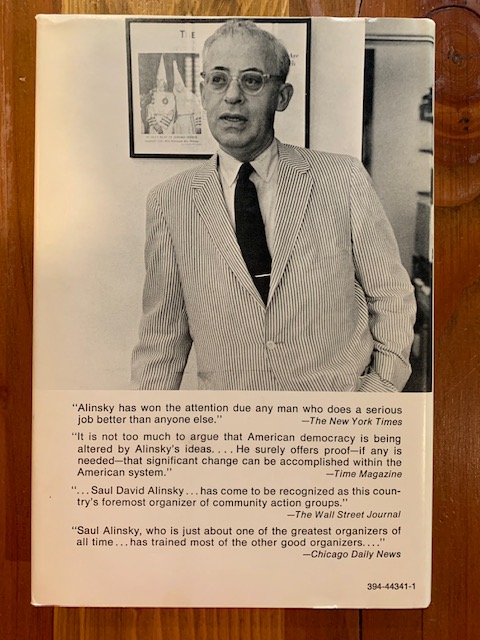 "Alinsky has won the attention due any man who does a serious
job better than anyone else."
—The New York Times
"It is not too much to argue that American democracy is being
altered by Alinsky's ideas. . . . He surely offers proof—if any is
needed—that significant change can be accomplished within the
American system."
—Time Magazine
". . . Saul David Alinsky . . . has come to be recognized as this coun-
try's foremost organizer of community action groups."
—The Wall Street Journal
"Saul Alinsky, who is just about one of the greatest organizers of
all time . . . has trained most of the other good organizers. . . ."
—Chicago Daily News
394-44341-1